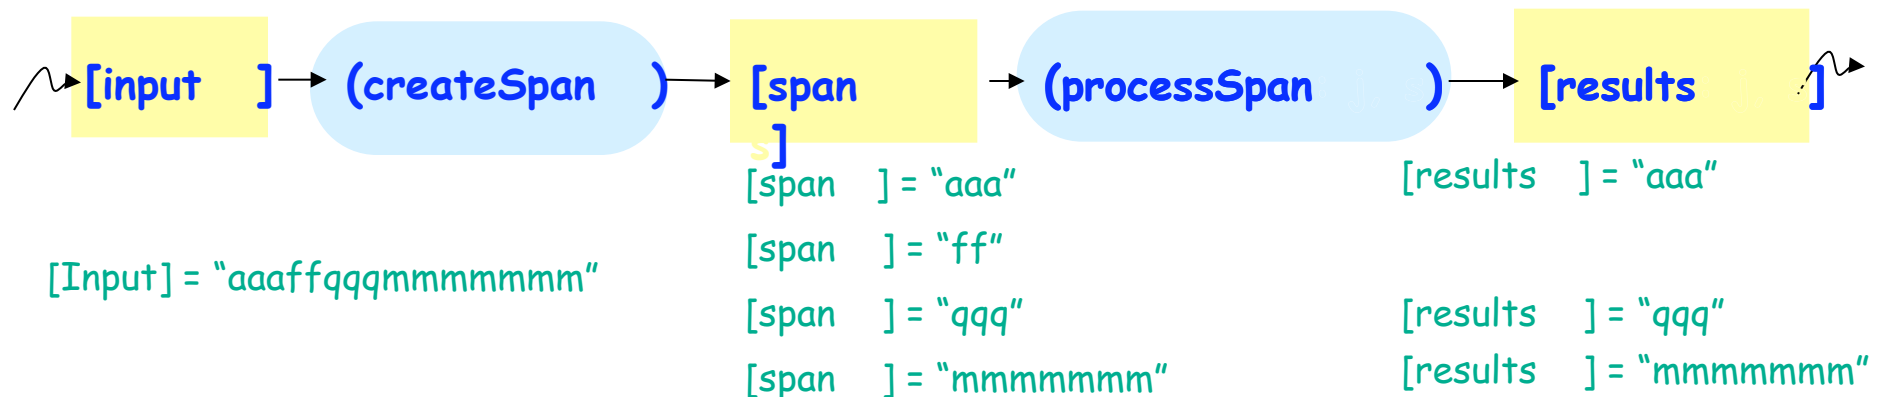 [input ]
(createSpan )
[span
s]
(processSpan )
[results ]
[Input] = “aaaffqqqmmmmmmm”
[span ] = “aaa”
[span ] = “ff”
[span ] = “qqq”
[span ] = “mmmmmmm”
[results ] = “aaa”
[results ] = “qqq”
[results ] = “mmmmmmm”